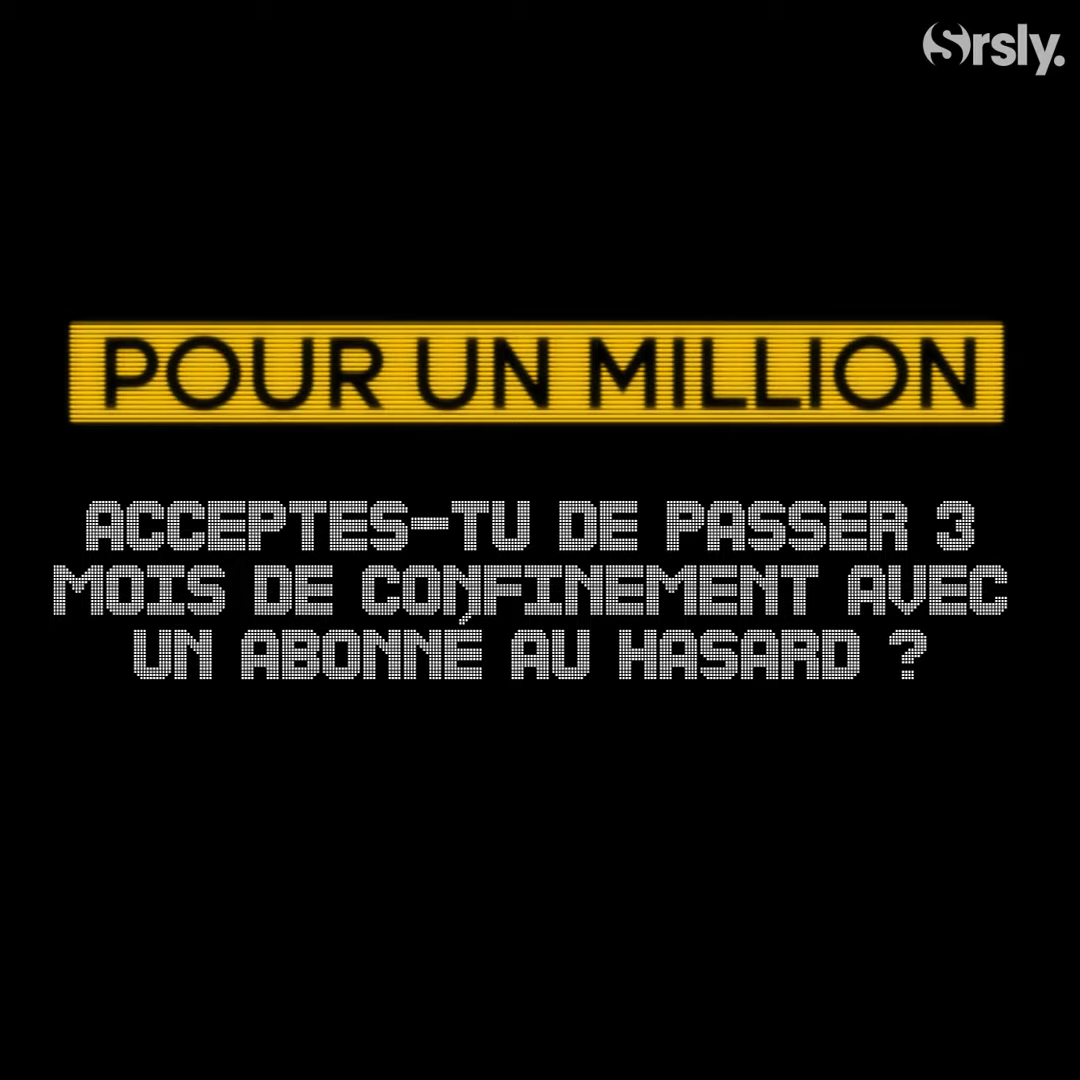 Srsly.
POUR UN MILLION
ACCEPTES-TU DE PASSER 3
MOIS DE CONFINEMENT AVEC
UN ABONNÉ AU HASARD ?